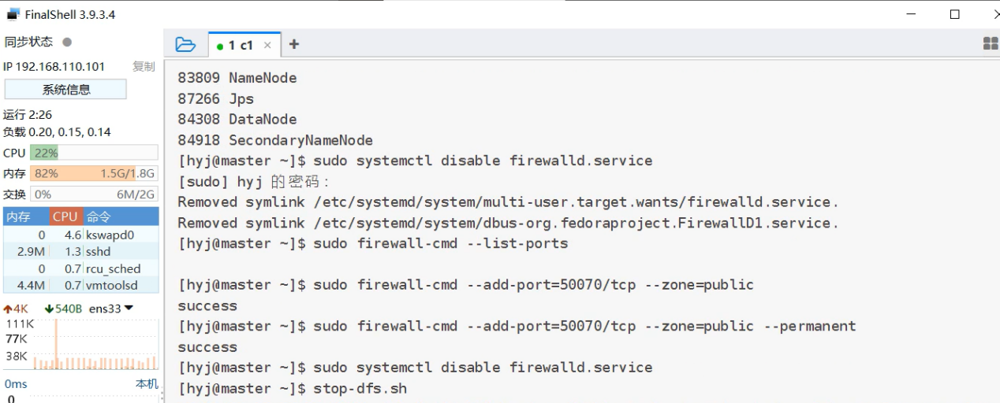 FinalShell 3.9.3.4
同步状态
IP 192.168.110.101 复制
系统信息
运行 2:26
负载 0.20, 0.15, 0.14
CPU 22%
内存 82% 1.5G/1.8G
交换 0% 6M/2G
内存 CPU 命令
0 4.6 kswapd0
2.9M 1.3 sshd
0 0.7 rcu_sched
4.4M 0.7 vmtoolsd
4K 540B ens33
111K
77K
38K
0ms 本机
0
1 c1
83809 NameNode
87266 Jps
84308 DataNode
84918 SecondaryNameNode
[hyj@master ~]$ sudo systemctl disable firewalld.service
[sudo] hyj 的密码：
Removed symlink /etc/systemd/system/multi-user.target.wants/firewalld.service.
Removed symlink /etc/systemd/system/dbus-org.fedoraproject.FirewallD1.service.
[hyj@master ~]$ sudo firewall-cmd --list-ports
[hyj@master ~]$ sudo firewall-cmd --add-port=50070/tcp --zone=public
success
[hyj@master ~]$ sudo firewall-cmd --add-port=50070/tcp --zone=public --permanent
success
[hyj@master ~]$ sudo systemctl disable firewalld.service
[hyj@master ~]$ stop-dfs.sh